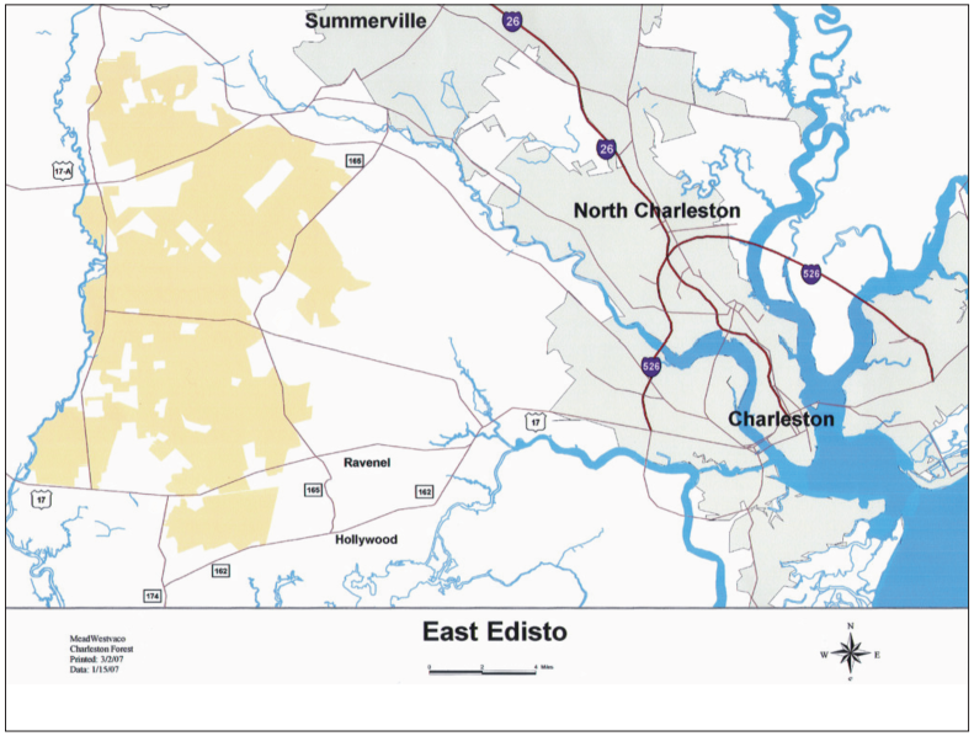 Summerville
26
26
17-A
165
North Charleston
526
526
Charleston
17
Ravenel
165
162
17
Hollywood
162
174
East Edisto
MeadWestvaco
Charleston Forest
Printed: 3/2/07
Data: 1/15/07
0 2 4 Miles
N
W E